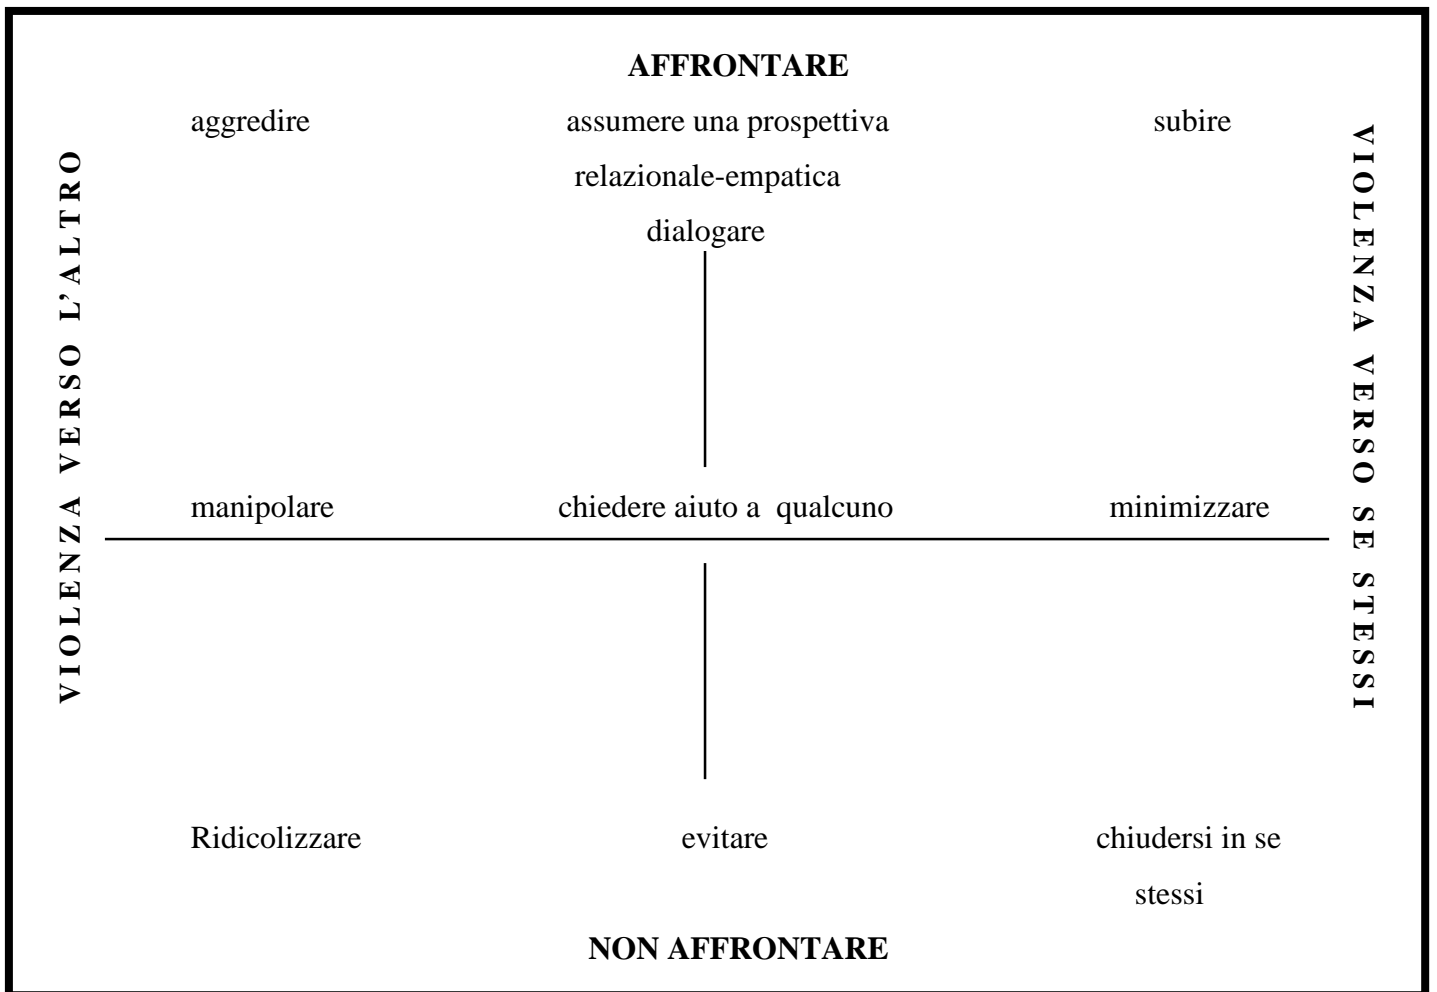 AFFRONTARE
aggredire assumere una prospettiva subire
relazionale-empatica
dialogare
VIOLENZA VERSO L'ALTRO
VIOLENZA VERSO SE STESSI
manipolare chiedere aiuto a qualcuno minimizzare
Ridicolizzare evitare chiudersi in se
stessi
NON AFFRONTARE